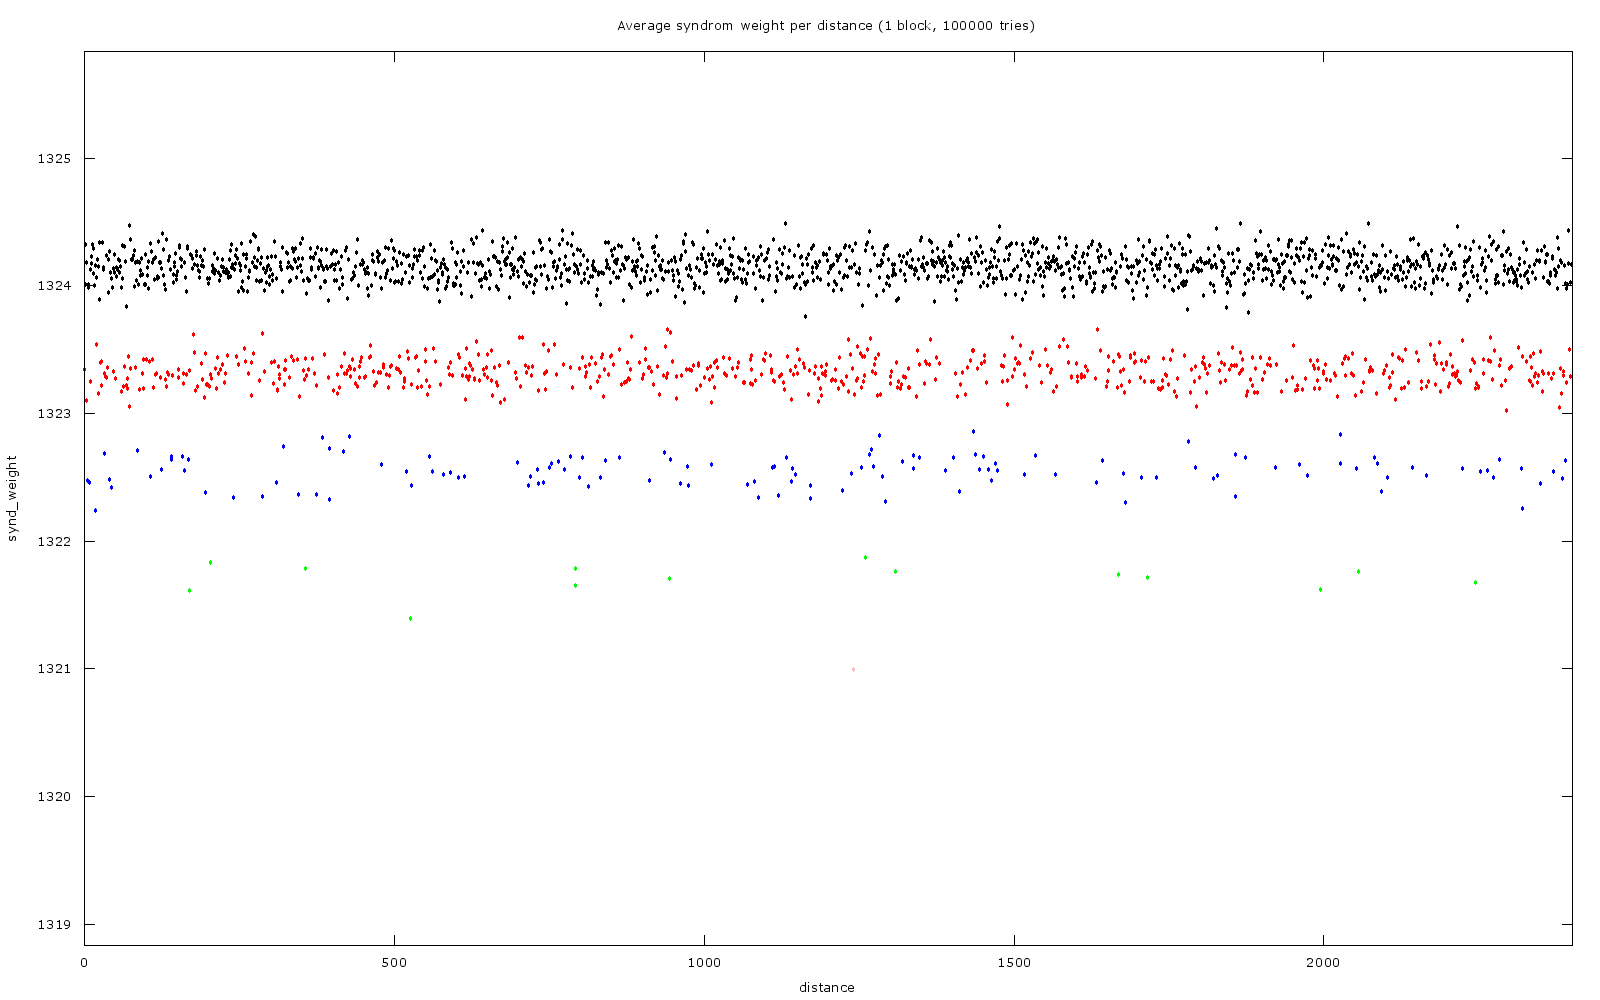 Average syndrom weight per distance (1 block, 100000 tries)
1325
1324
1323
1322
1321
1320
1319
synd_weight
0 500 1000 1500 2000
distance